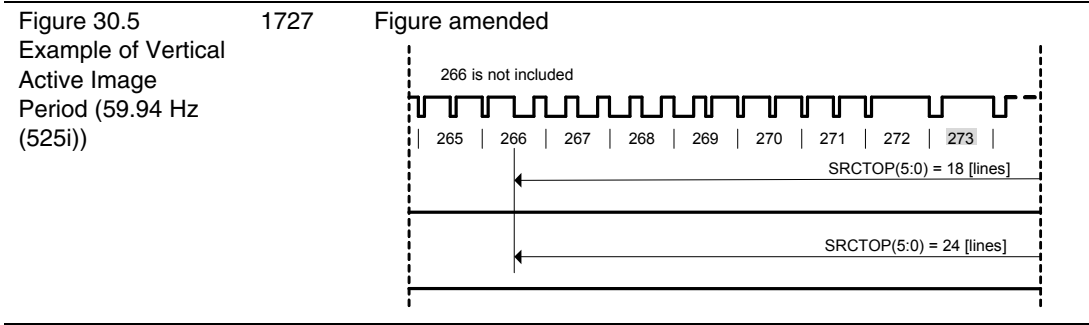 Figure 30.5
Example of Vertical
Active Image
Period (59.94 Hz
(525i))
1727
Figure amended
266 is not included
265 | 266 | 267 | 268 | 269 | 270 | 271 | 272 | 273
SRCTOP(5:0) = 18 [lines]
SRCTOP(5:0) = 24 [lines]